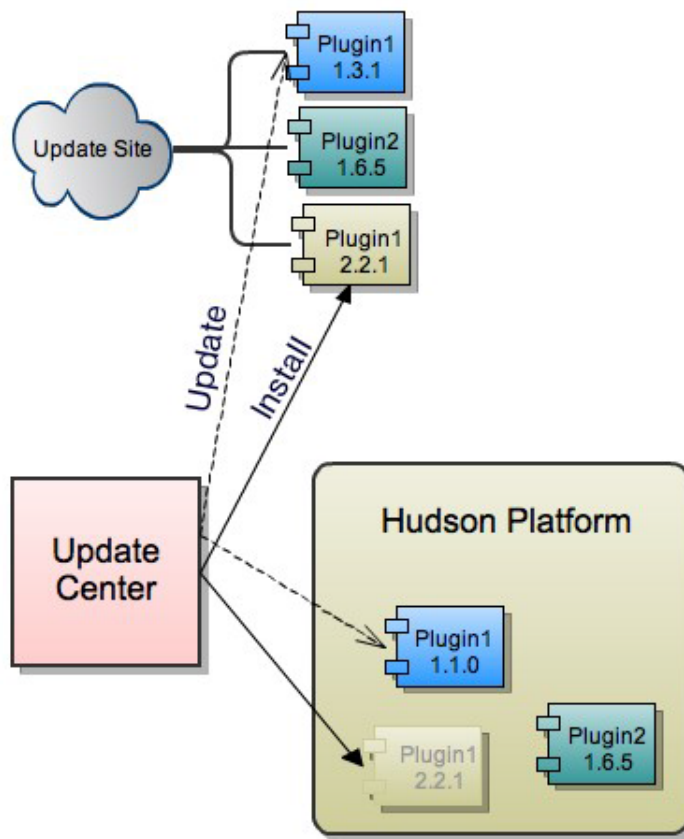 Plugin1
1.3.1
Update Site
Plugin2
1.6.5
Plugin1
2.2.1
Update
Install
Update
Center
Hudson Platform
Plugin1
1.1.0
Plugin2
1.6.5
Plugin1
2.2.1